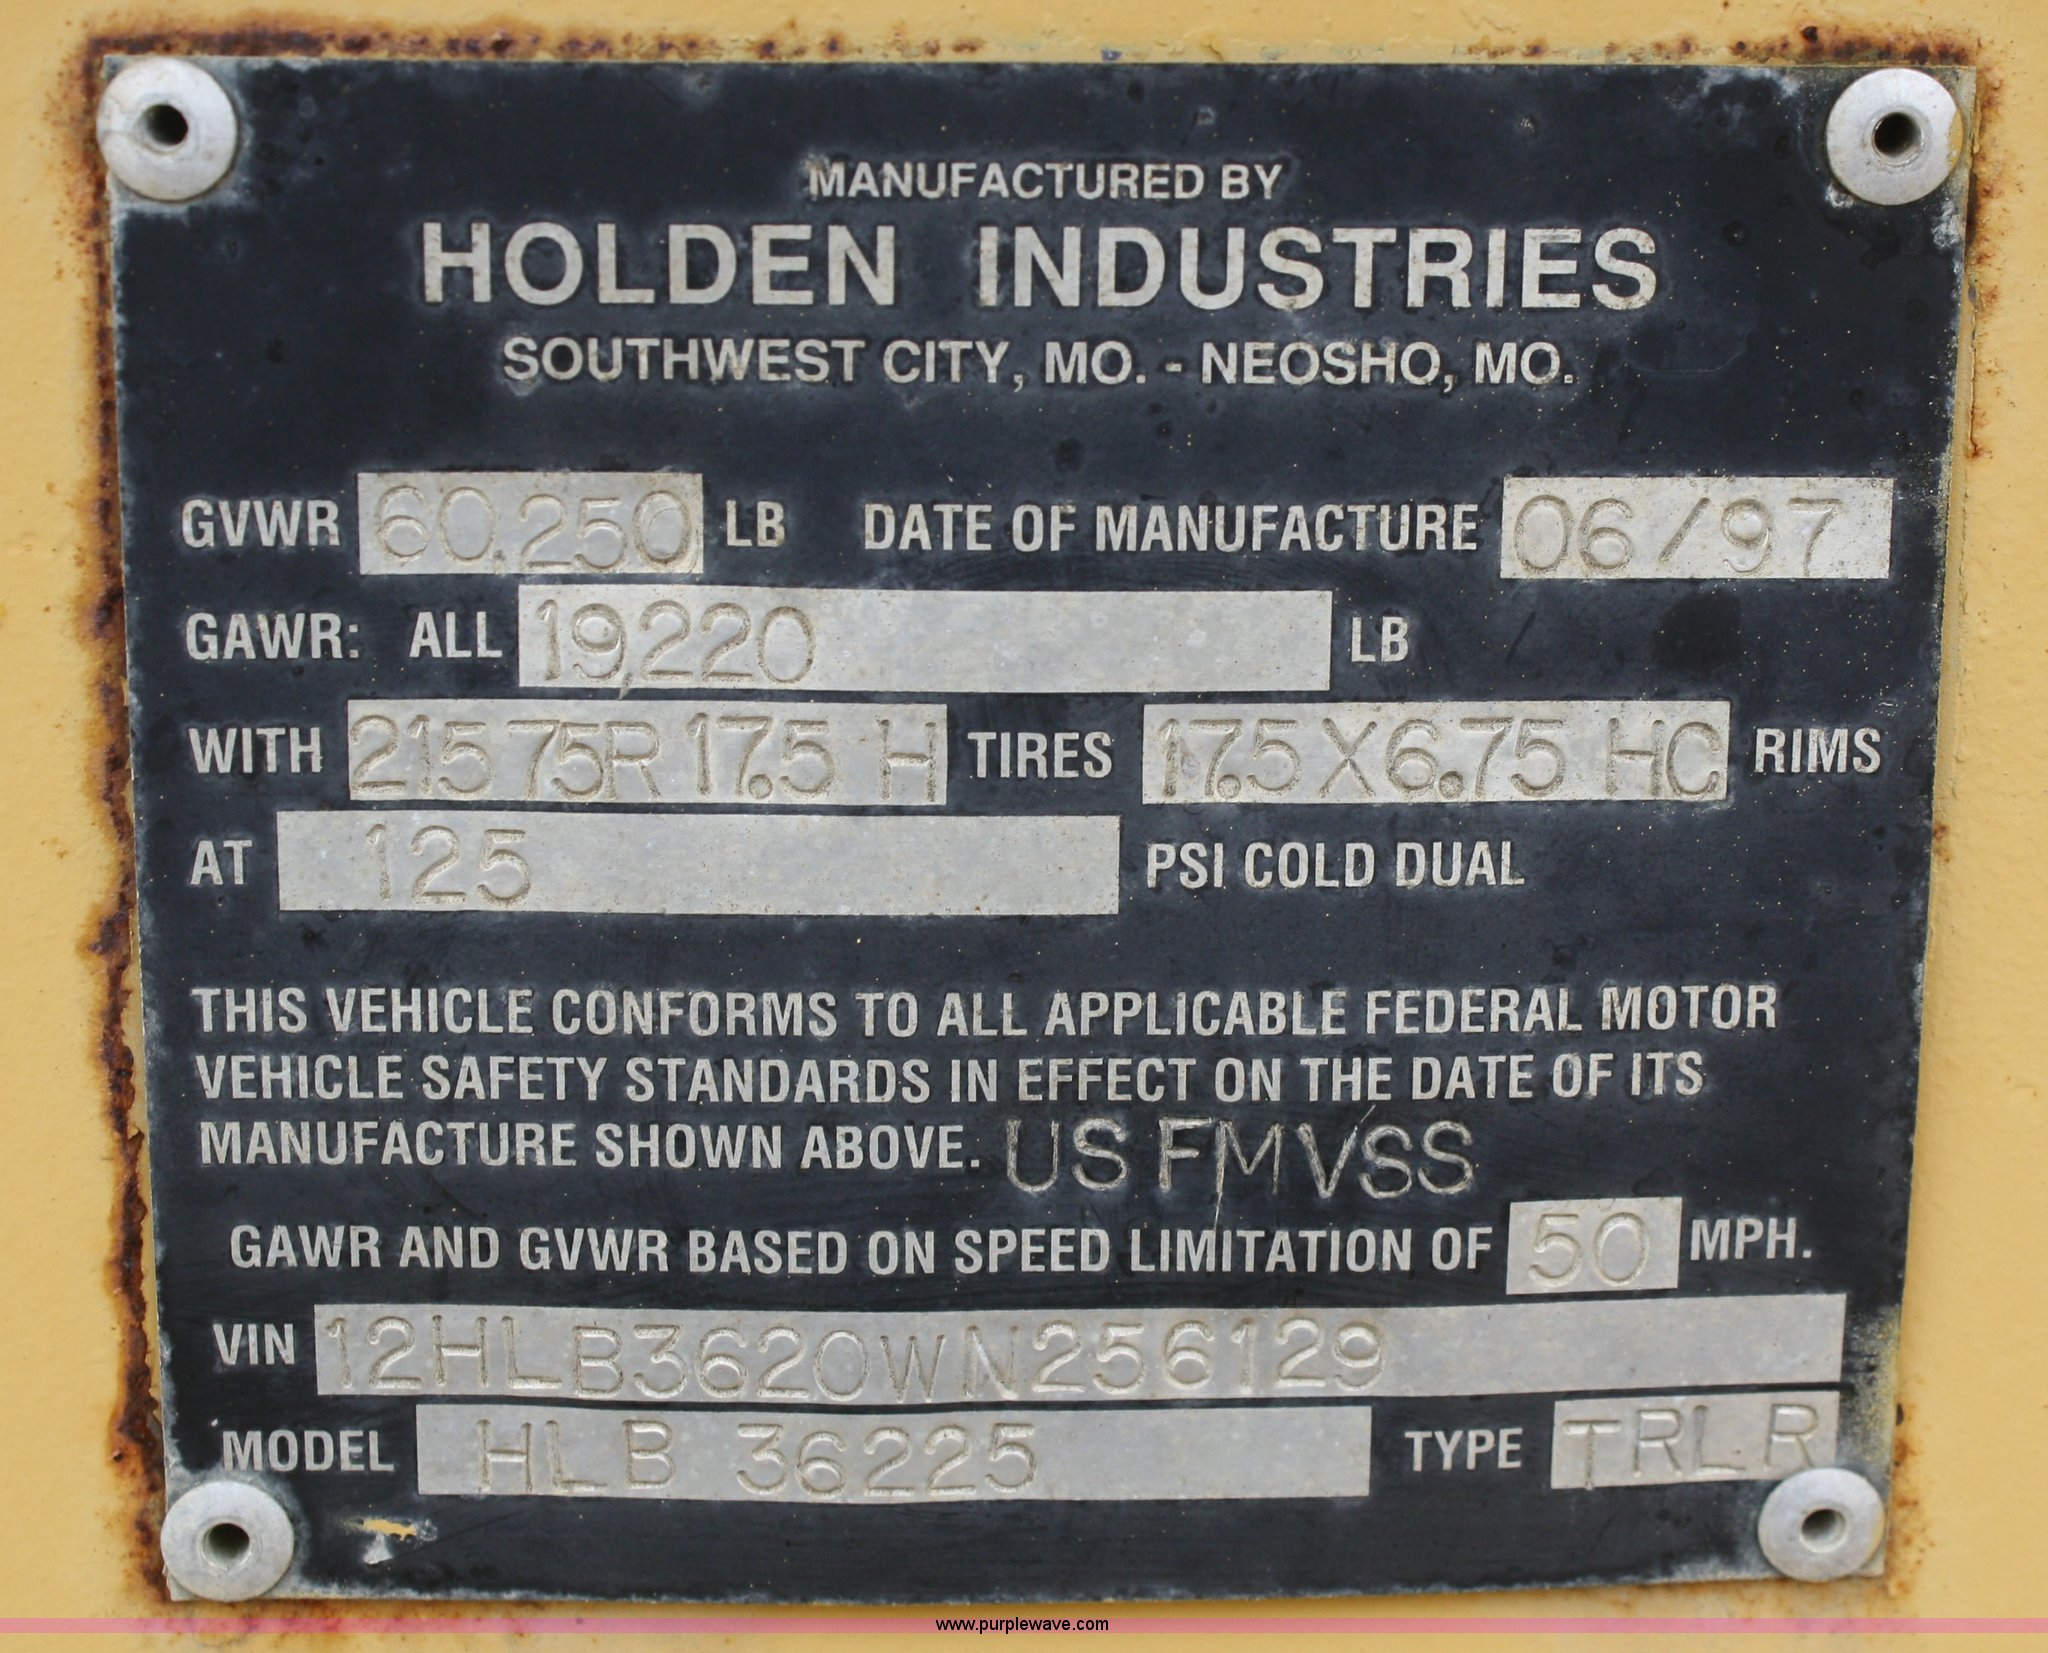 MANUFACTURED BY
HOLDEN INDUSTRIES
SOUTHWEST CITY, MO. - NEOSHO, MO.
GVWR 60,250 LB DATE OF MANUFACTURE 06/97
GAWR: ALL 19,220 LB
WITH 215 75R 17.5 H TIRES 17.5X6.75 HC RIMS
AT 125 PSI COLD DUAL
THIS VEHICLE CONFORMS TO ALL APPLICABLE FEDERAL MOTOR
VEHICLE SAFETY STANDARDS IN EFFECT ON THE DATE OF ITS
MANUFACTURE SHOWN ABOVE. US FMVSS
GAWR AND GVWR BASED ON SPEED LIMITATION OF 50 MPH.
VIN 12HLB3620WN256129
MODEL HLB 36225 TYPE TRLR
www.purplewave.com